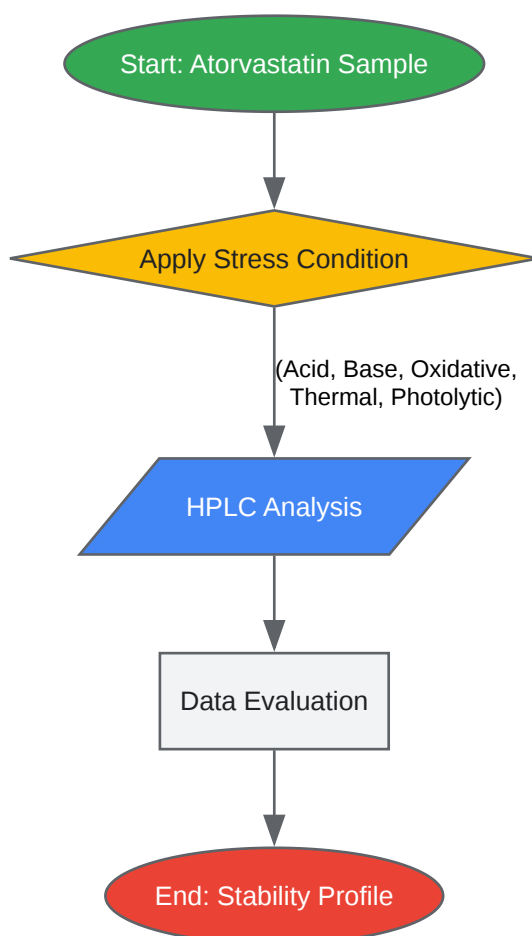 Start: Atorvastatin Sample
Apply Stress Condition
(Acid, Base, Oxidative,
Thermal, Photolytic)
HPLC Analysis
Data Evaluation
End: Stability Profile